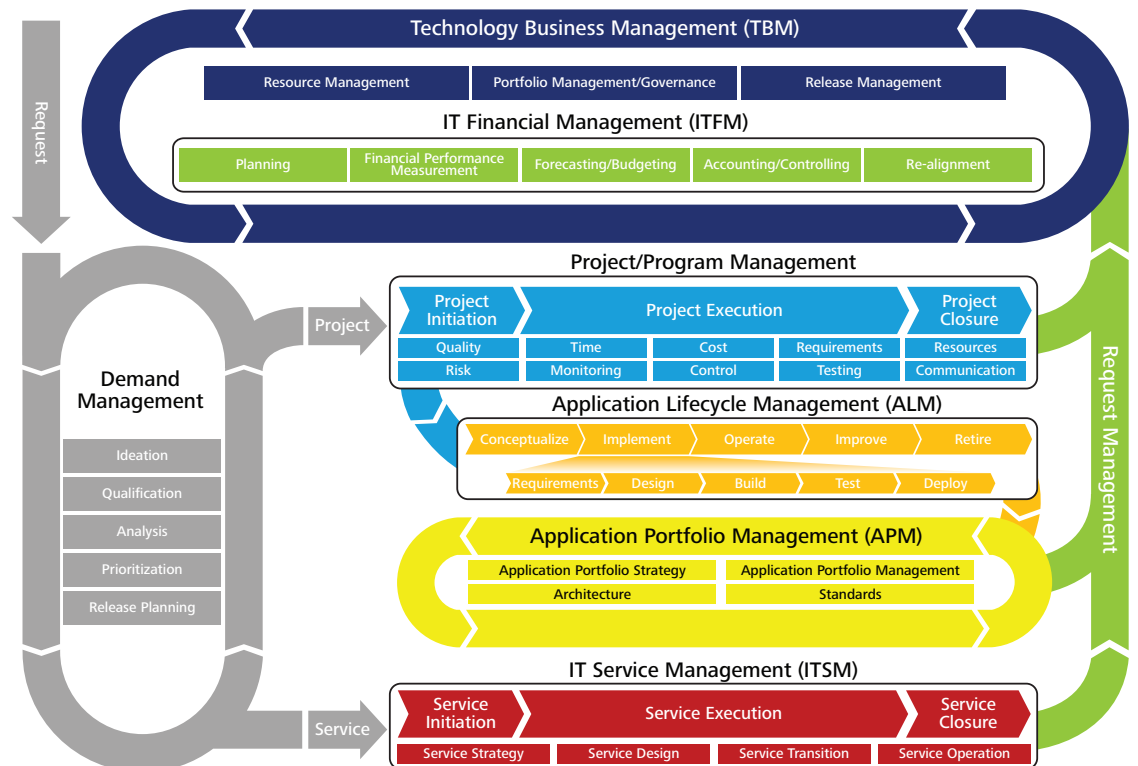 Technology Business Management (TBM)
Resource Management
Portfolio Management/Governance
Release Management
IT Financial Management (ITFM)
Planning
Financial Performance
Measurement
Forecasting/Budgeting
Accounting/Controlling
Re-alignment
Request
Demand
Management
Ideation
Qualification
Analysis
Prioritization
Release Planning
Project
Project/Program Management
Project
Initiation
Project Execution
Project
Closure
Quality
Time
Cost
Requirements
Resources
Risk
Monitoring
Control
Testing
Communication
Application Lifecycle Management (ALM)
Conceptualize
Implement
Operate
Improve
Retire
Requirements
Design
Build
Test
Deploy
Application Portfolio Management (APM)
Application Portfolio Strategy
Application Portfolio Management
Architecture
Standards
Request Management
Service
IT Service Management (ITSM)
Service
Initiation
Service Execution
Service
Closure
Service Strategy
Service Design
Service Transition
Service Operation